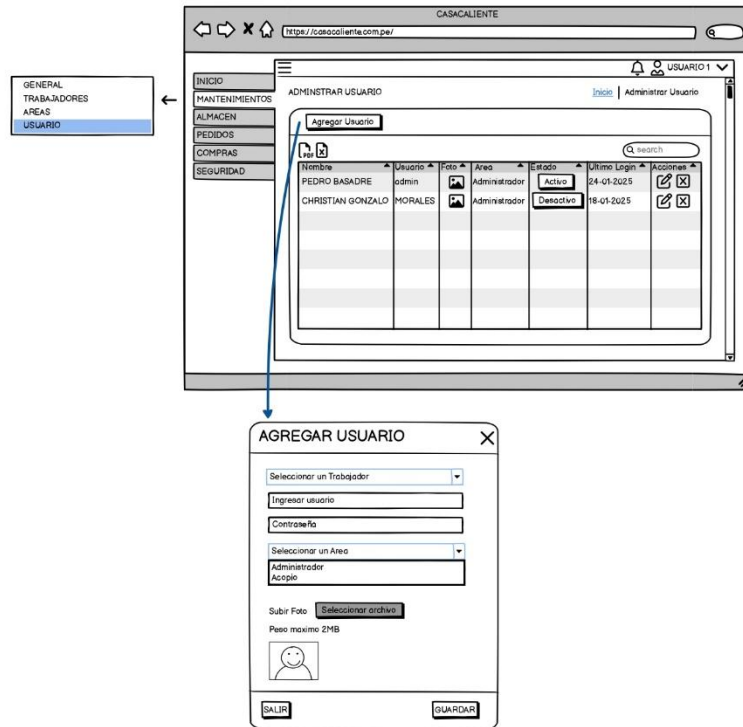 CASACALIENTE
https://casacaliente.com.pe/
USUARIO 1
GENERAL
TRABAJADORES
AREAS
USUARIO
INICIO
MANTENIMIENTOS
ALMACEN
PEDIDOS
COMPRAS
SEGURIDAD
ADMINSTRAR USUARIO
Inicio Administrar Usuario
Agregar Usuario
PDF X
search
Nombre Usuario Foto Area Estado Ultimo Login Acciones
PEDRO BASADRE admin Administrador Activo 24-01-2025
CHRISTIAN GONZALO MORALES Administrador Desactivo 18-01-2025
AGREGAR USUARIO
Seleccionar un Trabajador
Ingresar usuario
Contraseña
Seleccionar un Area
Administrador
Acopio
Subir Foto Seleccionar archivo
Peso maximo 2MB
SALIR GUARDAR